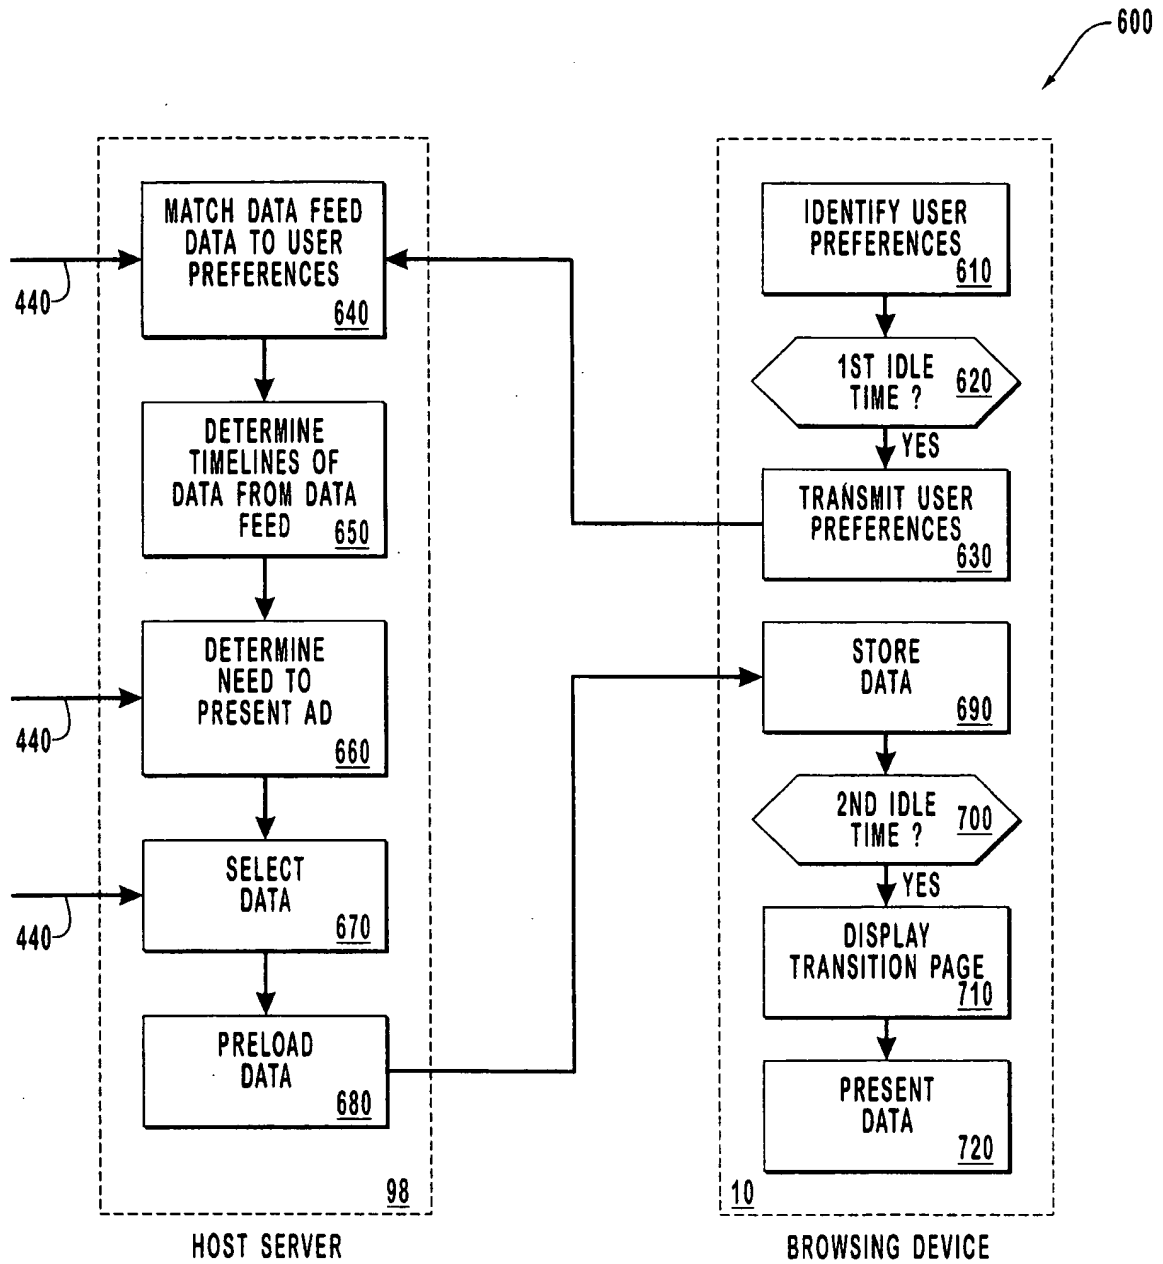 600
MATCH DATA FEED
DATA TO USER
PREFERENCES
640
440
DETERMINE
TIMELINES OF
DATA FROM DATA
FEED
650
DETERMINE
NEED TO
PRESENT AD
660
440
SELECT
DATA
670
440
PRELOAD
DATA
680
98
HOST SERVER
IDENTIFY USER
PREFERENCES
610
1ST IDLE
TIME ?
620
YES
TRANSMIT USER
PREFERENCES
630
STORE
DATA
690
2ND IDLE
TIME ?
700
YES
DISPLAY
TRANSITION PAGE
710
PRESENT
DATA
720
10
BROWSING DEVICE